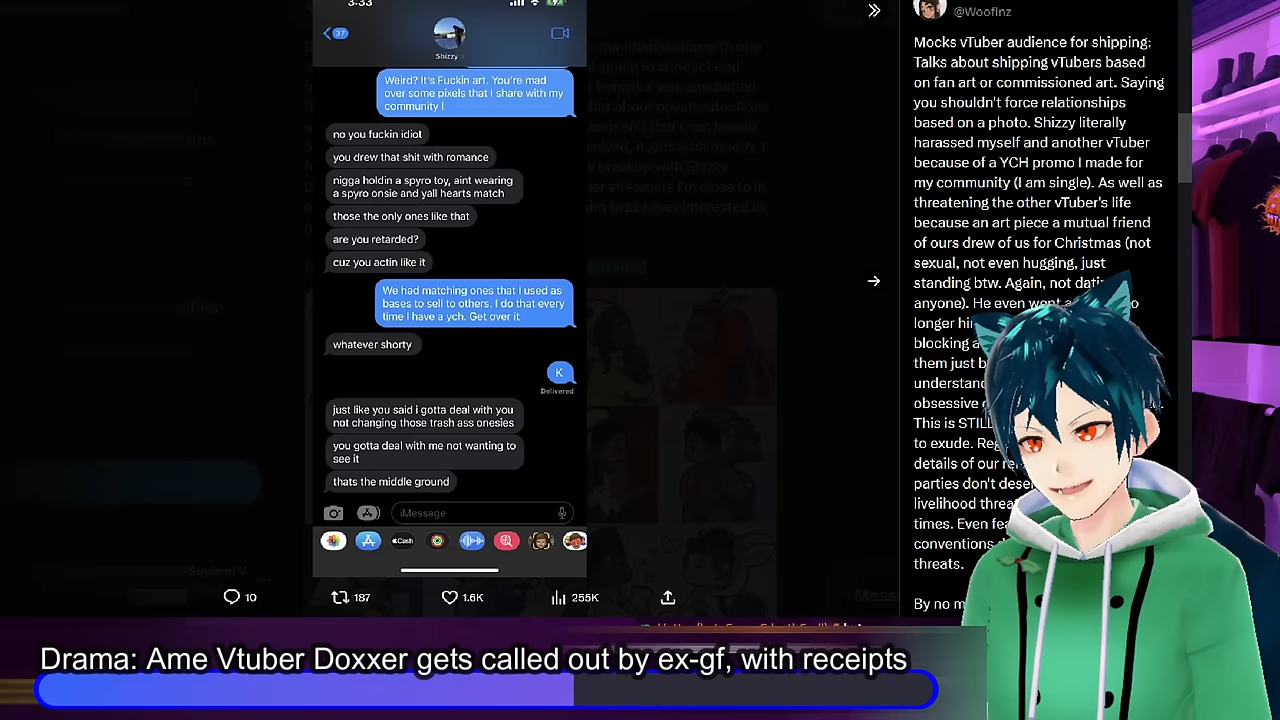 3:33
37
Shizzy
Weird? It's Fuckin art. You're mad
over some pixels that I share with my
community I
no you fuckin idiot
you drew that shit with romance
nigga holdin a spyro toy, aint wearing
a spyro onsie and yall hearts match
those the only ones like that
are you retarded?
cuz you actin like it
We had matching ones that I used as
bases to sell to others. I do that every
time I have a ych. Get over it
whatever shorty
K
Delivered
just like you said i gotta deal with you
not changing those trash ass onesies
you gotta deal with me not wanting to
see it
thats the middle ground
iMessage
Cash
10
187
1.6K
255K
@Woofinz
Mocks vTuber audience for shipping:
Talks about shipping vTubers based
on fan art or commissioned art. Saying
you shouldn't force relationships
based on a photo. Shizzy literally
harassed myself and another vTuber
because of a YCH promo I made for
my community (I am single). As well as
threatening the other vTuber's life
because an art piece a mutual friend
of ours drew of us for Christmas (not
sexual, not even hugging, just
standing btw. Again, not
anyone). He even
longer
blocking
them just
understand
obsessive
This is STILL
to exude.
details of our
parties don't
livelihood
times. Even
conventions
threats.
By no
Drama: Ame Vtuber Doxxer gets called out by ex-gf, with receipts